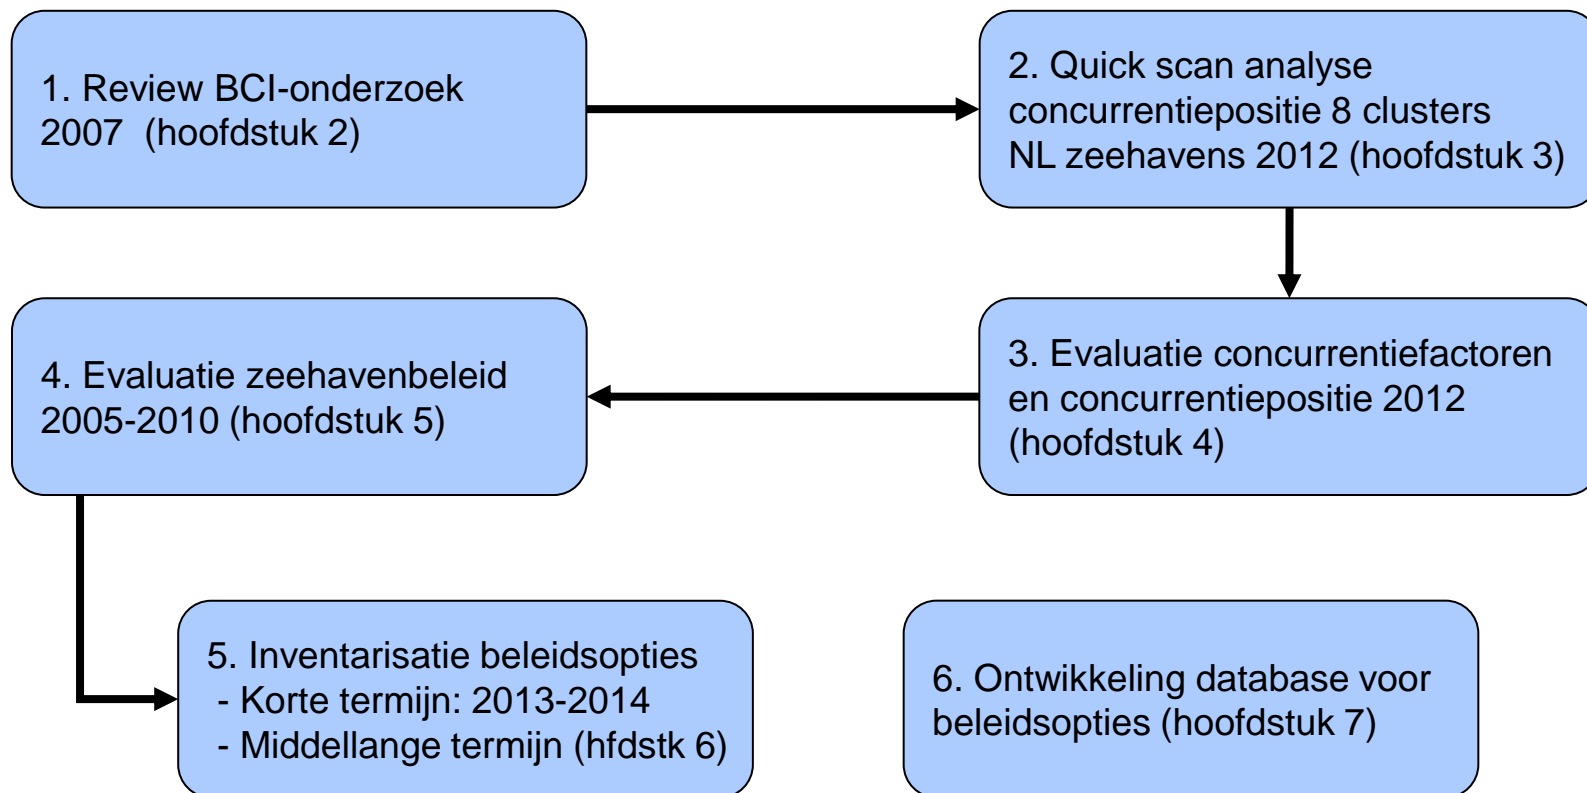 1. Review BCI-onderzoek
2007  (hoofdstuk 2)
2. Quick scan analyse
concurrentiepositie 8 clusters
NL zeehavens 2012 (hoofdstuk 3)
3. Evaluatie concurrentiefactoren
en concurrentiepositie 2012
(hoofdstuk 4)
4. Evaluatie zeehavenbeleid
2005-2010 (hoofdstuk 5)
5. Inventarisatie beleidsopties
- Korte termijn: 2013-2014
- Middellange termijn (hfdstk 6)
6. Ontwikkeling database voor
beleidsopties (hoofdstuk 7)